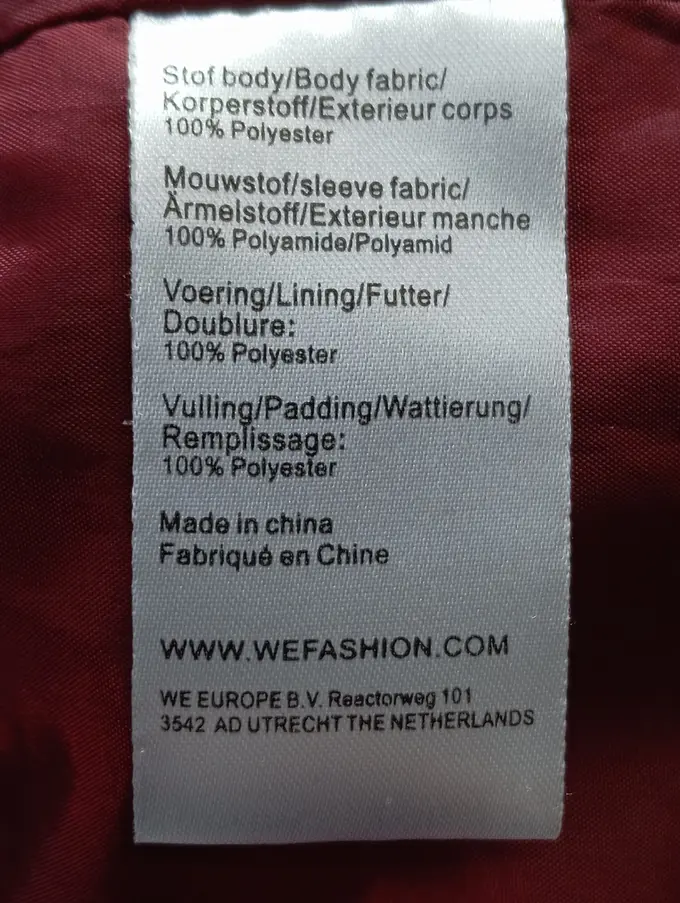 Stof body/Body fabric/
Korperstoff/Exterieur corps
100% Polyester
Mouwstof/sleeve fabric/
Ärmelstoff/Exterieur manche
100% Polyamide/Polyamid
Voering/Lining/Futter/
Doublure:
100% Polyester
Vulling/Padding/Wattierung/
Remplissage:
100% Polyester
Made in china
Fabriqué en Chine
WWW.WEFASHION.COM
WE EUROPE B.V. Reactorweg 101
3542 AD UTRECHT THE NETHERLANDS